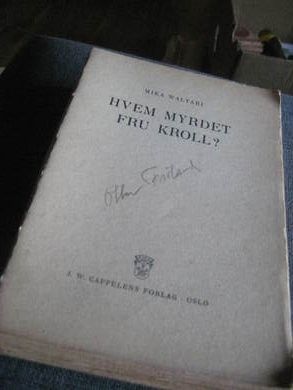 MIKA WALTARI
HVEM MYRDET
FRU KROLL?
J. W. CAPPELENS FORLAG - OSLO